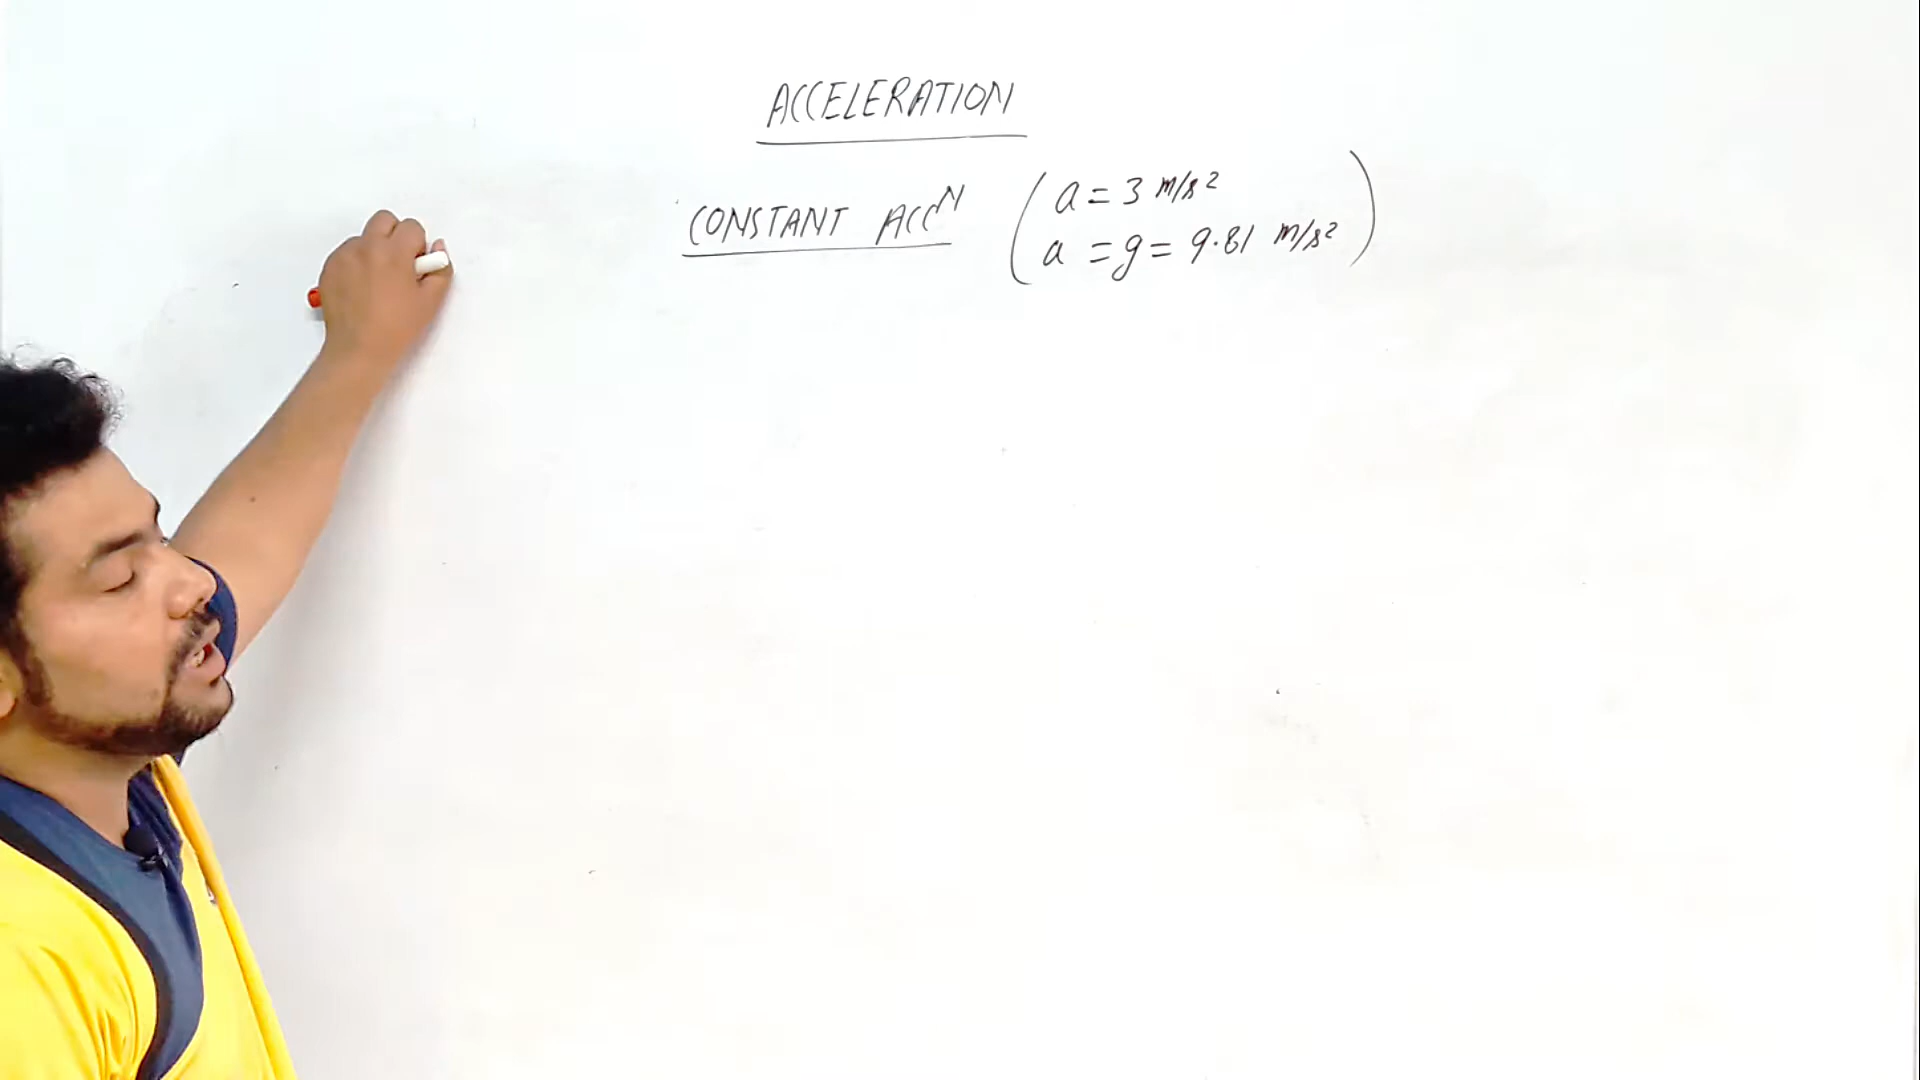 ACCELERATION
CONSTANT ACCᴺ ( a = 3 m/s²
a = g = 9.81 m/s² )